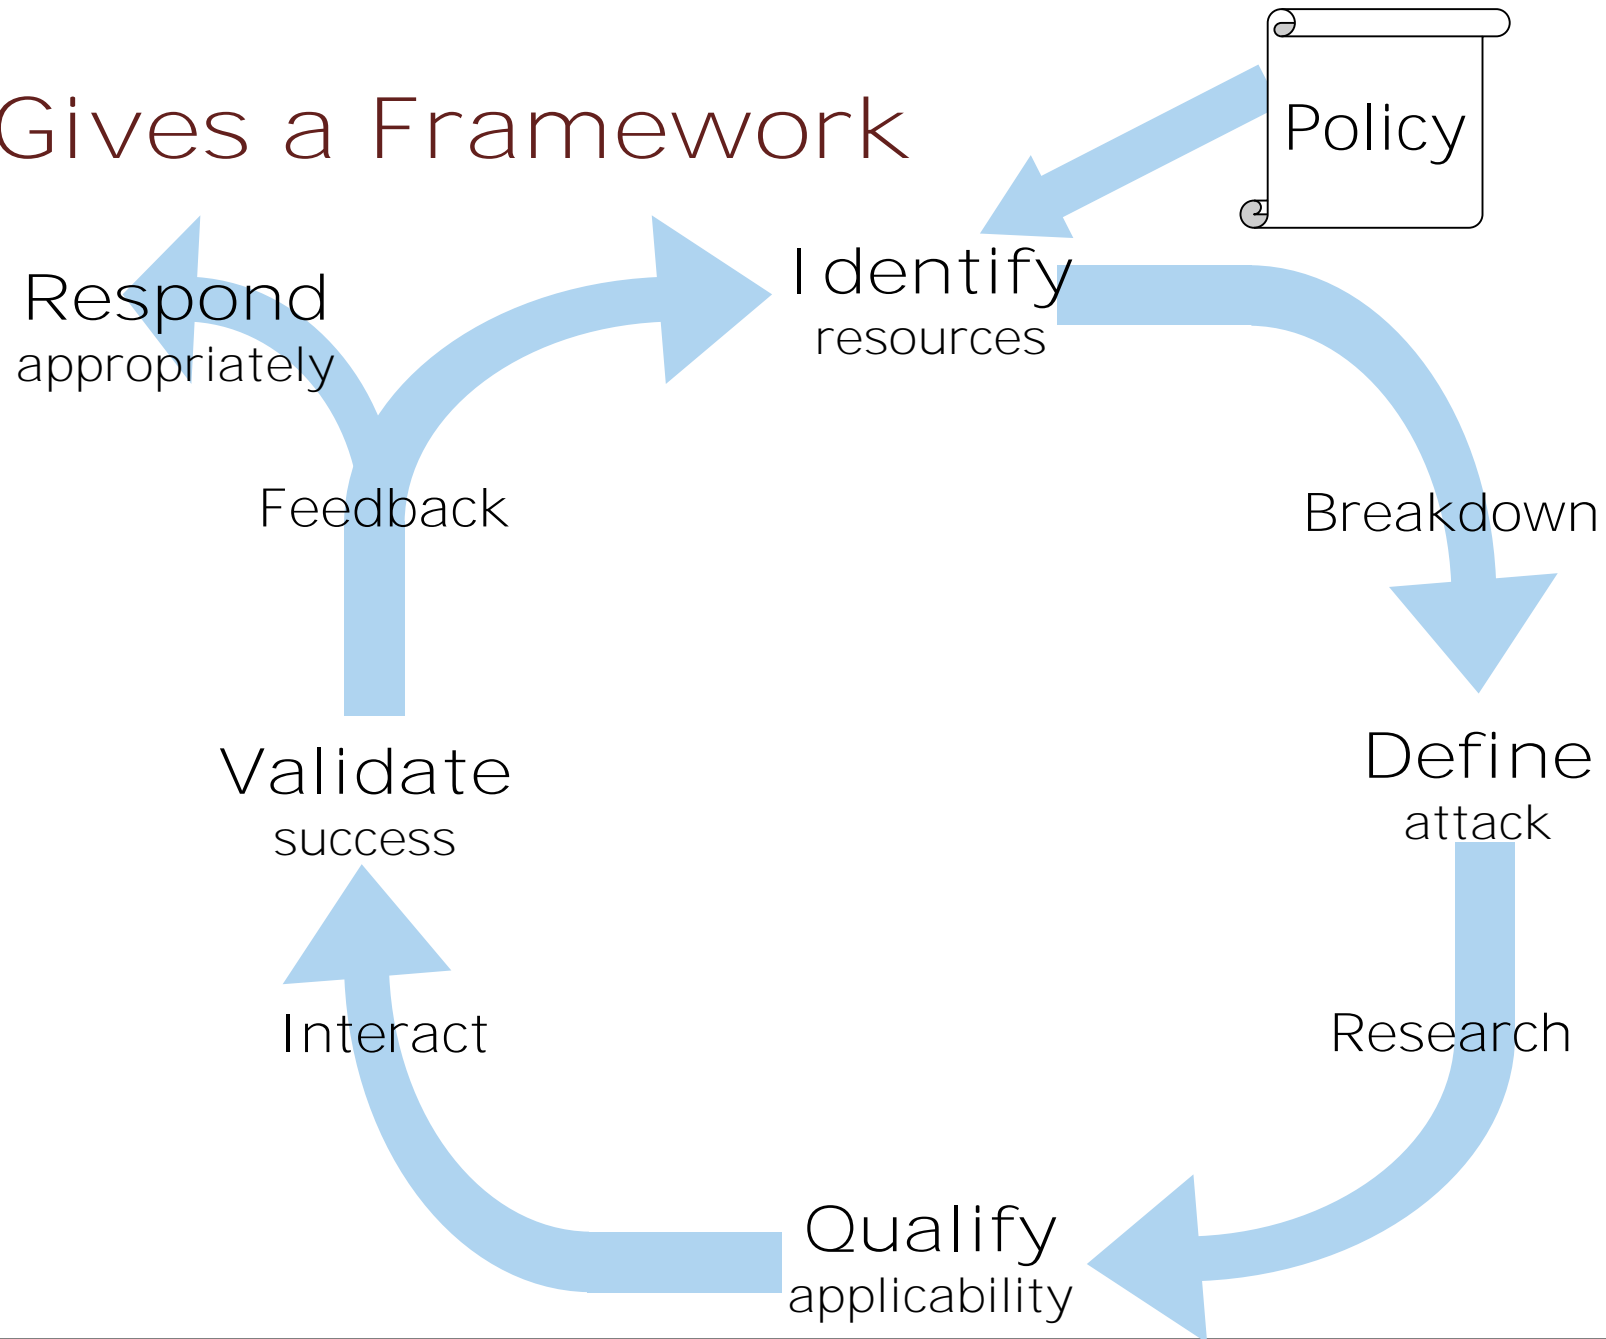 Gives a Framework
Policy
Identify
resources
Respond
appropriately
Feedback
Breakdown
Validate
success
Define
attack
Interact
Research
Qualify
applicability